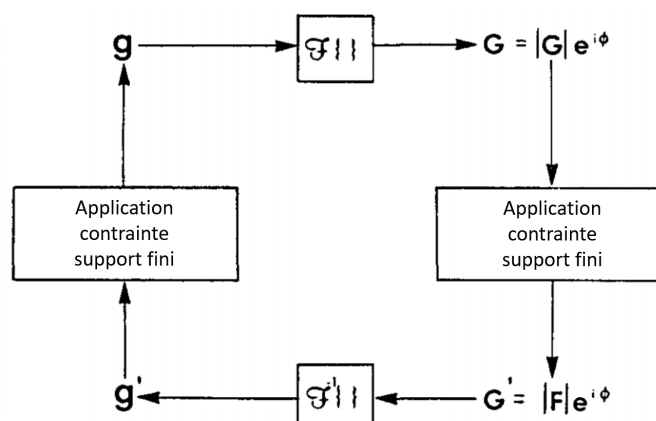 g
ℱ{ }
G = |G| e^{iϕ}
Application
contrainte
support fini
Application
contrainte
support fini
g'
ℱ⁻¹{ }
G' = |F| e^{iϕ}